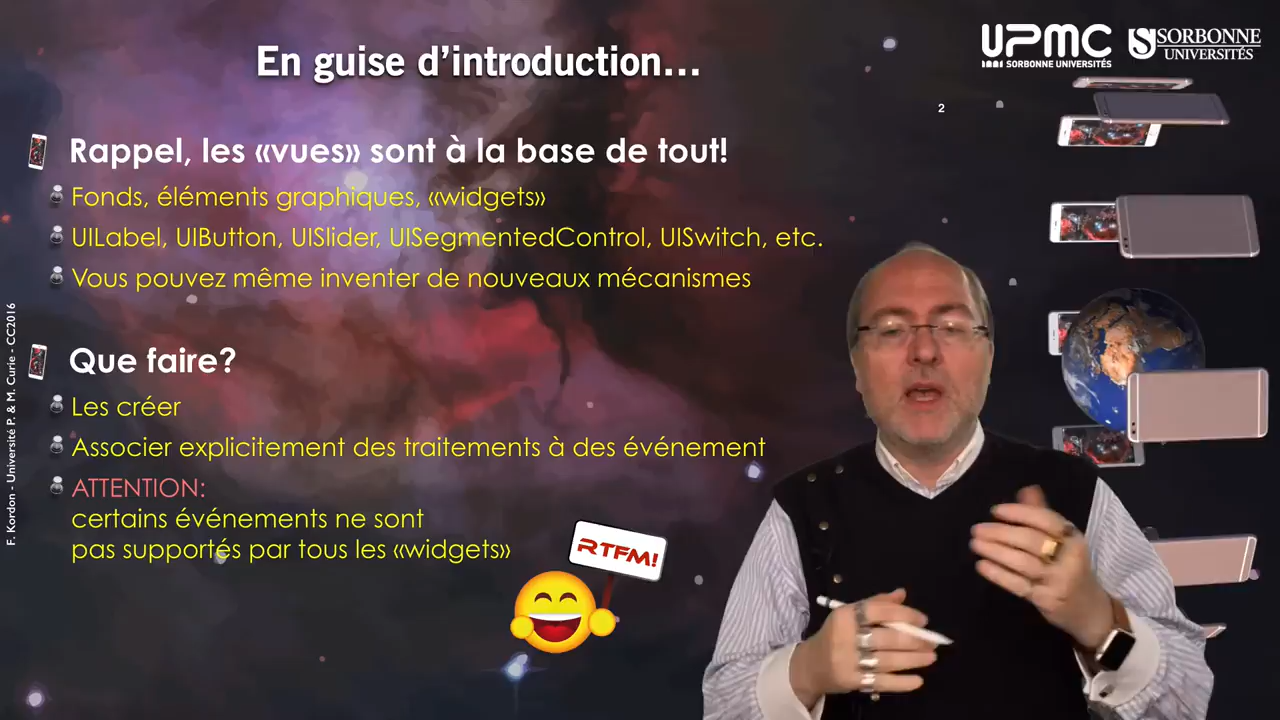 En guise d’introduction...
UPMC
SORBONNE UNIVERSITÉS
SORBONNE
UNIVERSITÉS
2
Rappel, les «vues» sont à la base de tout!
Fonds, éléments graphiques, «widgets»
UILabel, UIButton, UISlider, UISegmentedControl, UISwitch, etc.
Vous pouvez même inventer de nouveaux mécanismes
Que faire?
Les créer
Associer explicitement des traitements à des événement
ATTENTION:
certains événements ne sont
pas supportés par tous les «widgets»
RTFM!
F. Kordon - Université P. & M. Curie - CC2016